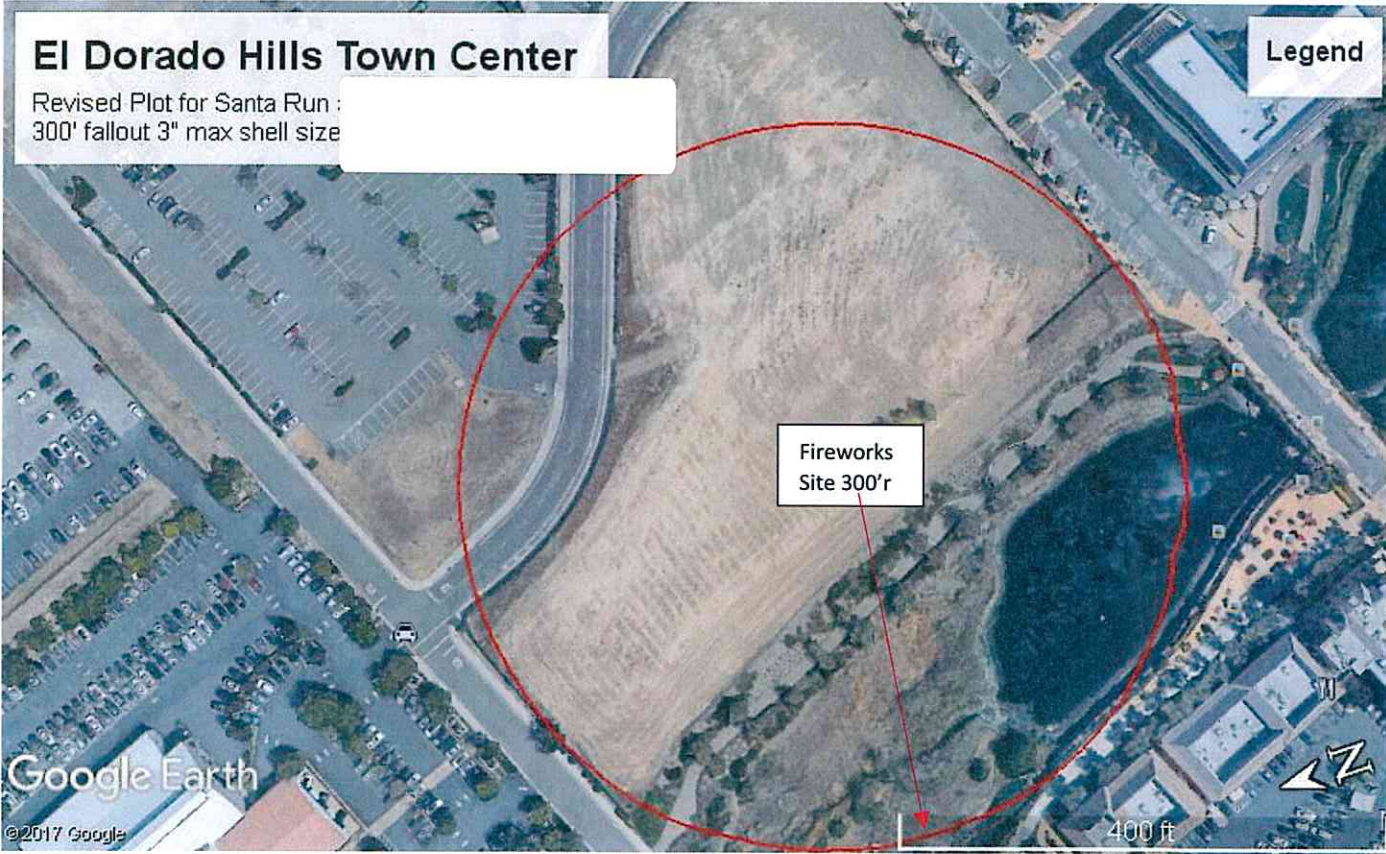 El Dorado Hills Town Center
Revised Plot for Santa Run :
300' fallout 3" max shell size
Legend
Fireworks
Site 300'r
Google Earth
©2017 Google
400 ft
N